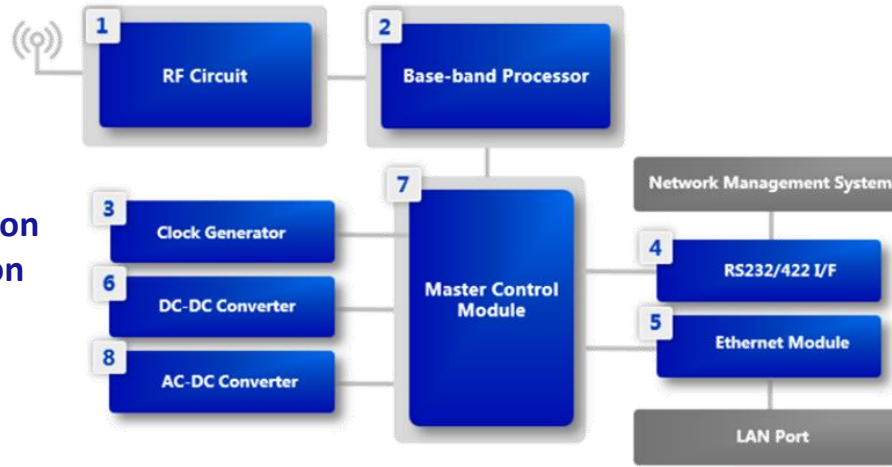 1
RF Circuit
2
Base-band Processor
7
Master Control
Module
3
Clock Generator
6
DC-DC Converter
8
AC-DC Converter
Network Management System
4
RS232/422 I/F
5
Ethernet Module
LAN Port
on